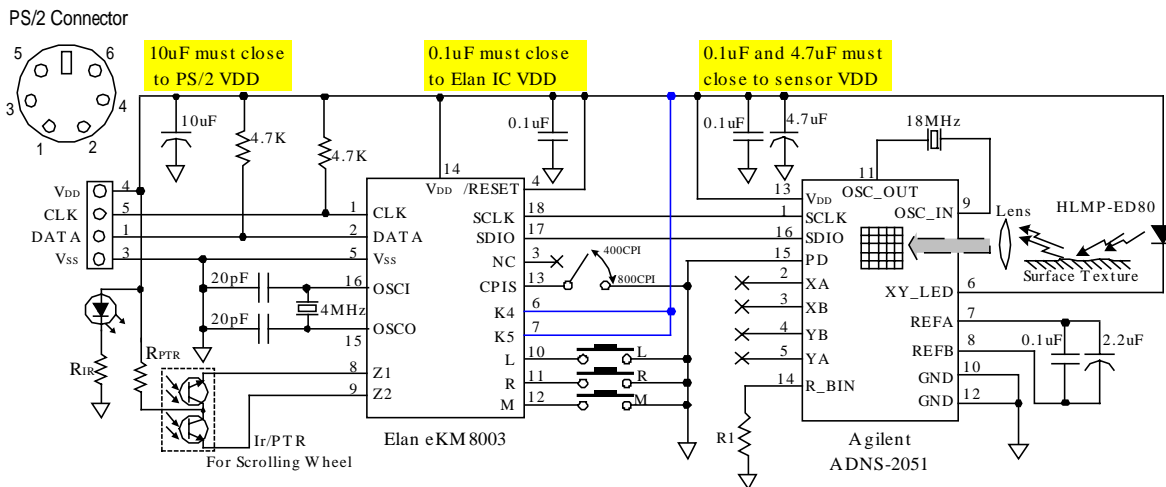 PS/2 Connector
5
6
3
4
1
2
10uF must close
to PS/2 VDD
0.1uF must close
to Elan IC VDD
0.1uF and 4.7uF must
close to sensor VDD
10uF
4.7K
4.7K
0.1uF
0.1uF
4.7uF
18MHz
VDD
4
CLK
5
DATA
1
VSS
3
14
VDD
/RESET
4
1
CLK
2
DATA
5
VSS
16
OSCI
OSCO
15
8
Z1
9
Z2
SCLK
18
SDIO
17
NC
3
CPIS
13
K4
6
K5
7
L
10
R
11
M
12
400CPI
800CPI
L
R
M
20pF
20pF
4MHz
RIR
RPTR
Ir/PTR
For Scrolling Wheel
Elan eKM8003
13
VDD
11
OSC_OUT
OSC_IN
9
1
SCLK
16
SDIO
15
PD
2
XA
3
XB
4
YB
5
YA
14
R_BIN
R1
XY_LED
6
REFA
7
REFB
8
GND
10
GND
12
0.1uF
2.2uF
Lens
HLMP-ED80
Surface Texture
Agilent
ADNS-2051